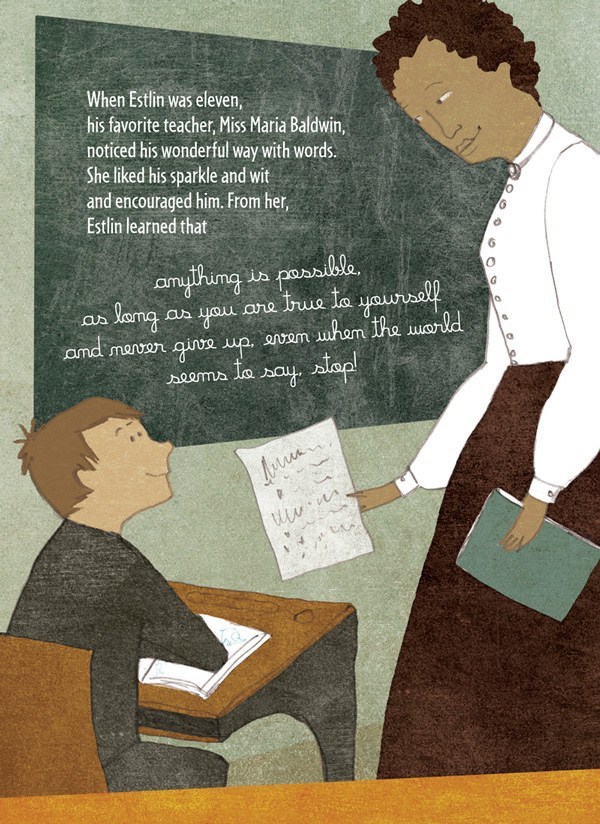 When Estlin was eleven,
his favorite teacher, Miss Maria Baldwin,
noticed his wonderful way with words.
She liked his sparkle and wit
and encouraged him. From her,
Estlin learned that
anything is possible,
as long as you are true to yourself
and never give up, even when the world
seems to say, stop!